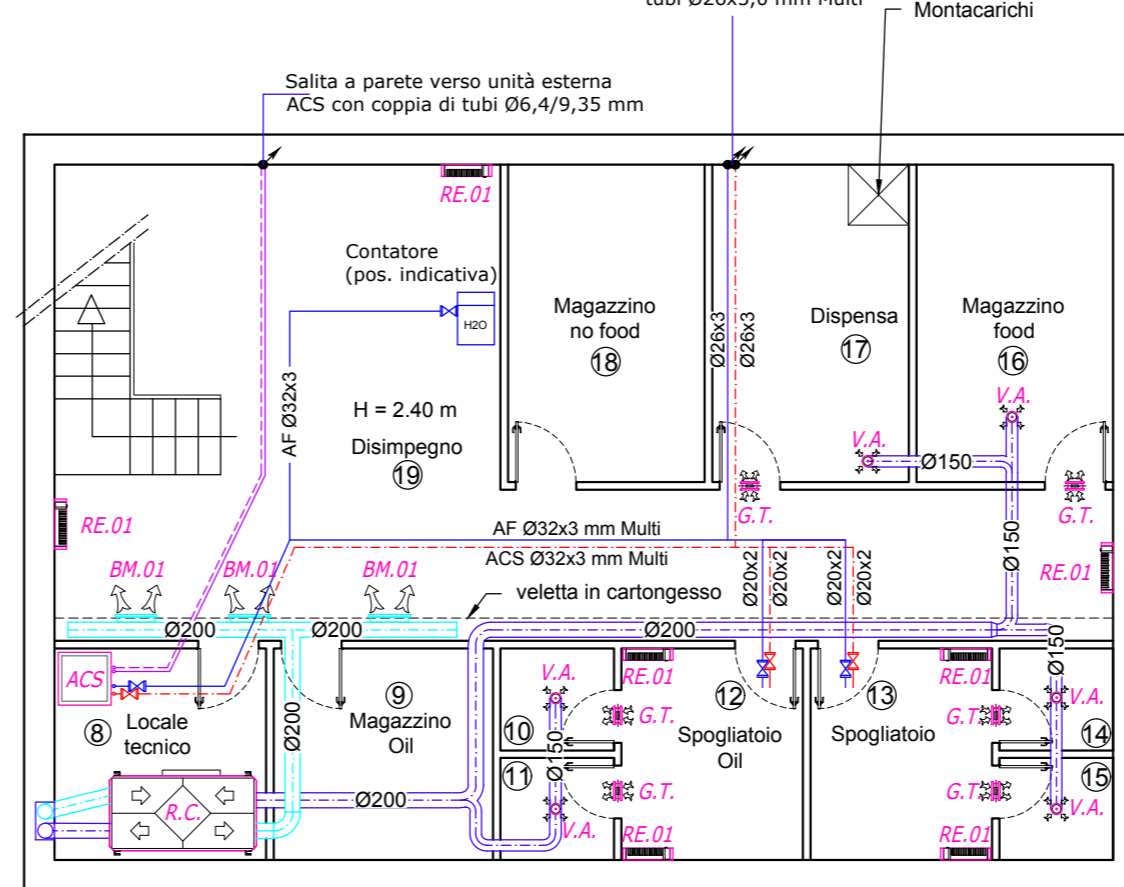 tubi Ø26x3,0 mm Multi
Montacarichi
Salita a parete verso unità esterna
ACS con coppia di tubi Ø6,4/9,35 mm
RE.01
Contatore
(pos. indicativa)
H2O
Magazzino
no food
18
Ø26x3
Ø26x3
Dispensa
17
Magazzino
food
16
V.A.
AF Ø32x3
H = 2.40 m
Disimpegno
19
V.A.
Ø150
G.T.
G.T.
RE.01
AF Ø32x3 mm Multi
ACS Ø32x3 mm Multi
Ø20x2
Ø20x2
Ø20x2
Ø20x2
Ø150
RE.01
BM.01
BM.01
BM.01
veletta in cartongesso
Ø200
Ø200
Ø200
Ø150
ACS
8
Locale
tecnico
Ø200
9
Magazzino
Oil
V.A.
10
11
Ø150
V.A.
RE.01
G.T.
G.T.
RE.01
12
Spogliatoio
Oil
13
Spogliatoio
RE.01
G.T.
G.T.
RE.01
V.A.
14
15
V.A.
R.C.
Ø200